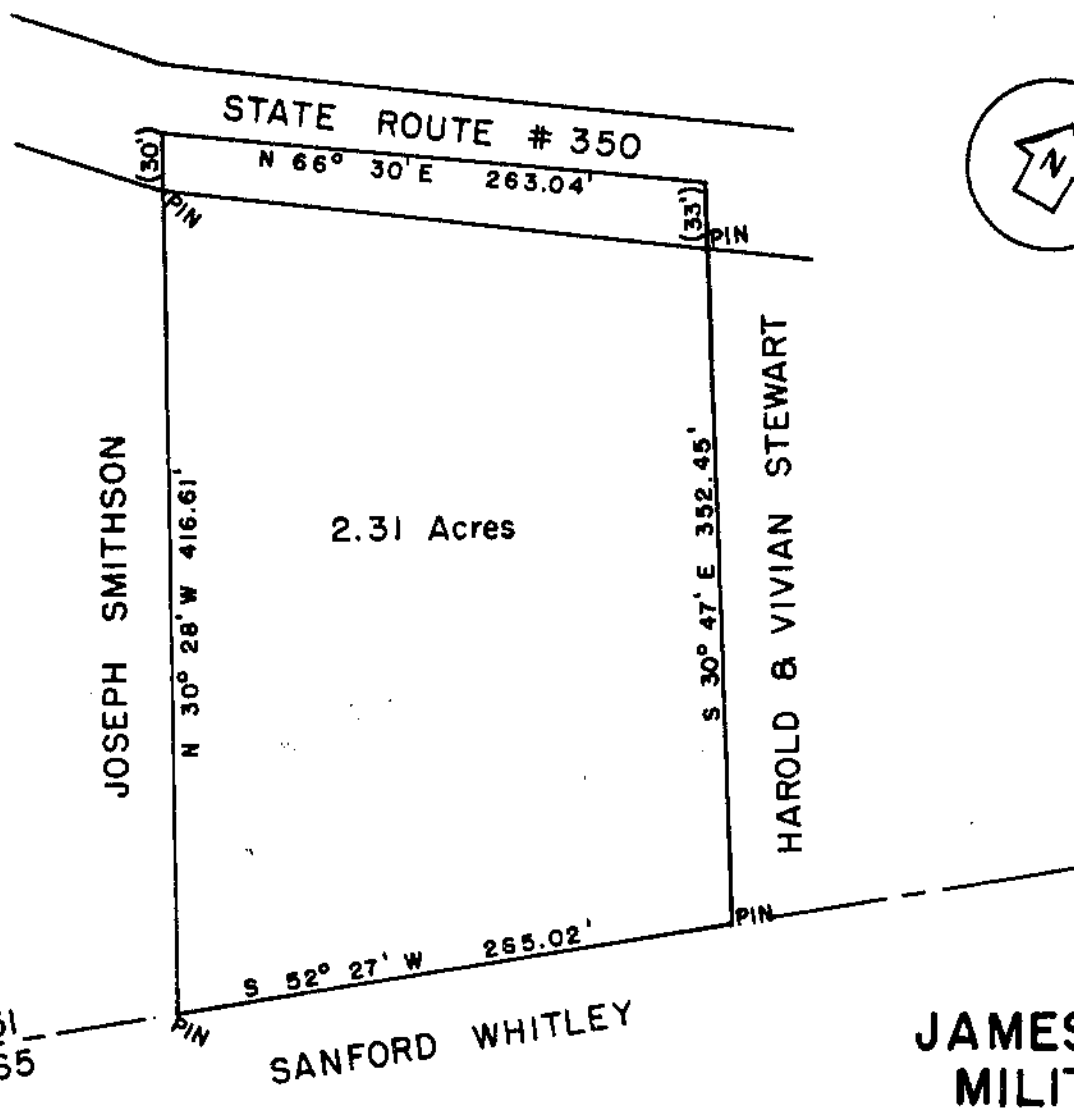 STATE ROUTE # 350
(30')
N 66° 30' E 263.04'
(33')
PIN
PIN
N
JOSEPH SMITHSON
N 30° 28' W 416.61'
2.31 Acres
S 30° 47' E 352.45'
HAROLD & VIVIAN STEWART
PIN
S 52° 27' W 265.02'
PIN
SANFORD WHITLEY
JAMES
MILIT